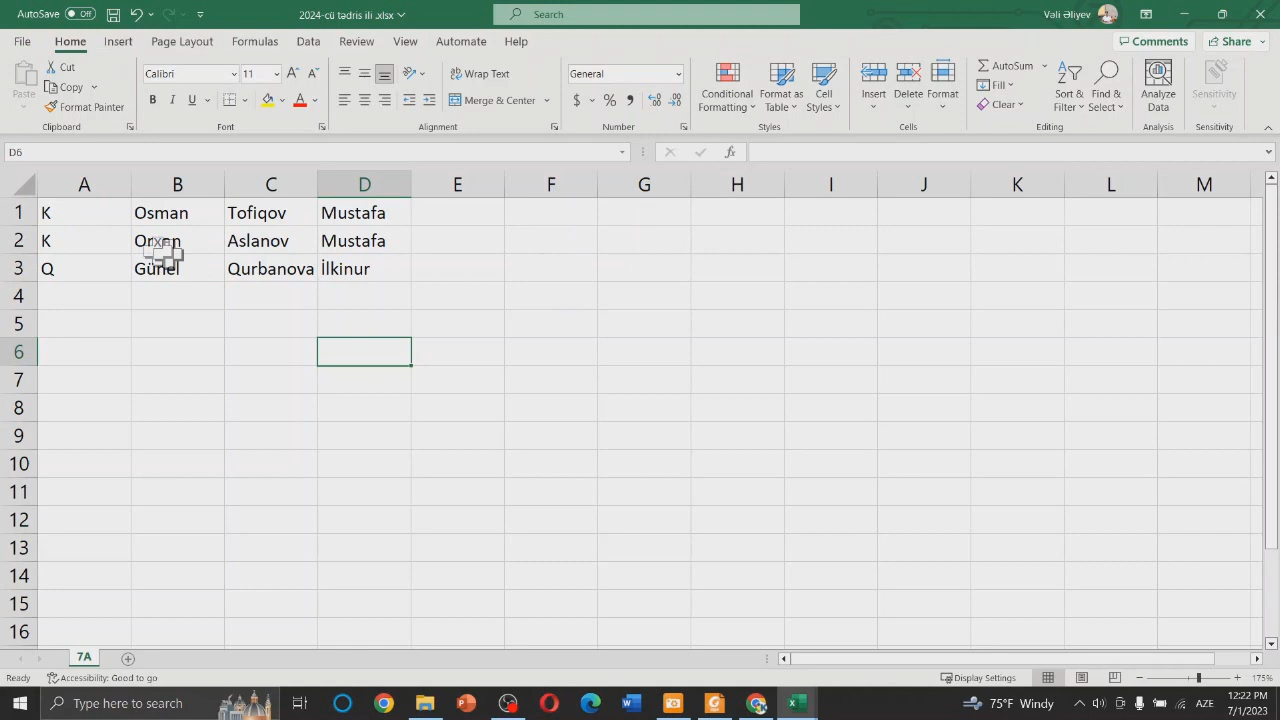 AutoSave Off 2024-cü tədris ili .xlsx Search Vəli Əliyev
File Home Insert Page Layout Formulas Data Review View Automate Help Comments Share
Paste Cut Copy Format Painter Calibri 11 Wrap Text Merge & Center General Conditional Formatting Format as Table Cell Styles Insert Delete Format AutoSum Fill Clear Sort & Filter Find & Select Analyze Data Sensitivity
Clipboard Font Alignment Number Styles Cells Editing Analysis Sensitivity
D6 fx
A B C D E F G H I J K L M
1 K Osman Tofiqov Mustafa
2 K Aslanov Mustafa
3 Q Günel Qurbanova İlkinur
4
5
6
7
8
9
10
11
12
13
14
15
16
7A
Ready Accessibility: Good to go Display Settings 175%
Type here to search 75°F Windy AZE 12:22 PM
7/1/2023